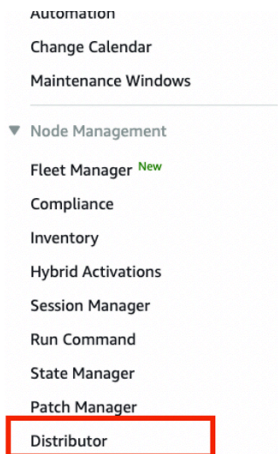 Automation
Change Calendar
Maintenance Windows
Node Management
Fleet Manager New
Compliance
Inventory
Hybrid Activations
Session Manager
Run Command
State Manager
Patch Manager
Distributor